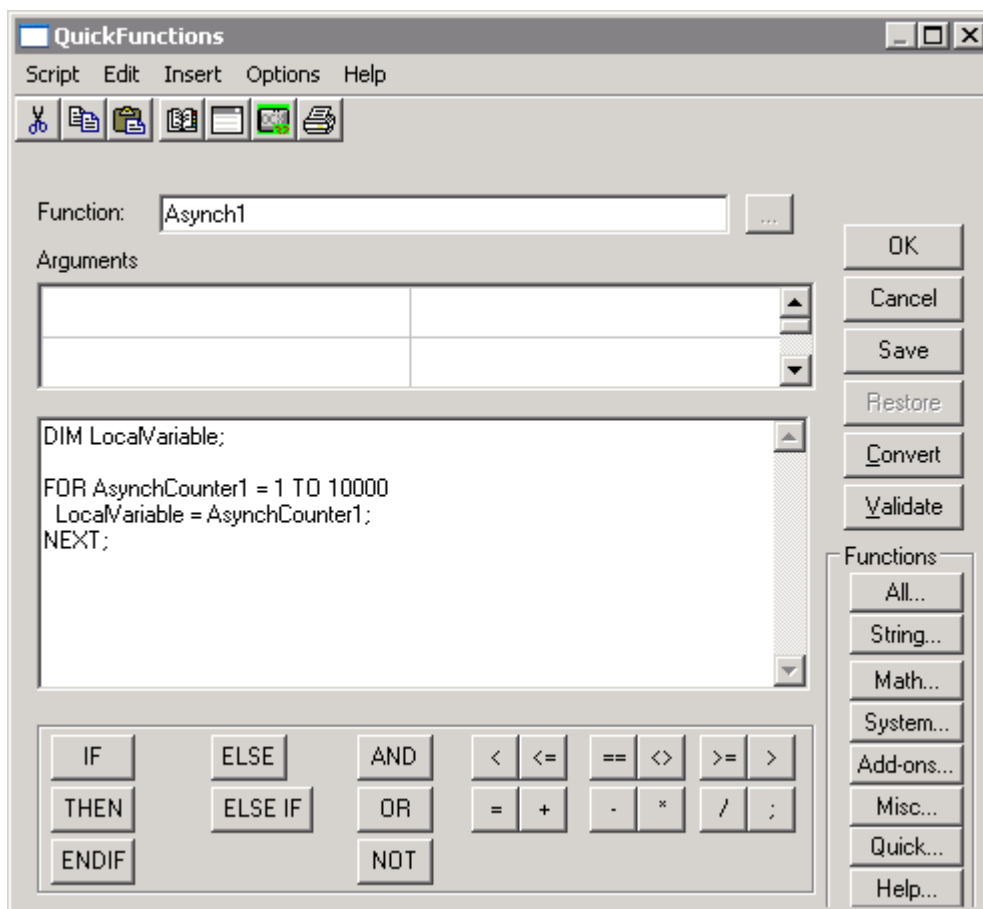 QuickFunctions
Script Edit Insert Options Help
Function: Asynch1 ...
Arguments
OK
Cancel
Save
Restore
Convert
Validate
DIM LocalVariable;
FOR AsynchCounter1 = 1 TO 10000
LocalVariable = AsynchCounter1;
NEXT;
Functions
All...
String...
Math...
System...
Add-ons...
Misc...
Quick...
Help...
IF ELSE AND < <= == <> >= >
THEN ELSE IF OR = + - * / ;
ENDIF NOT